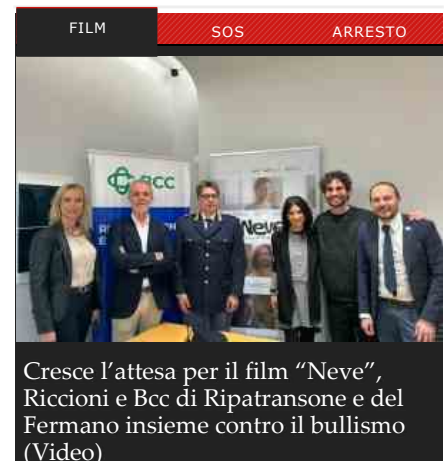 FILM
SOS
ARRESTO
BCC
Neve
Cresce l’attesa per il film “Neve”,
Riccioni e Bcc di Ripatransone e del
Fermano insieme contro il bullismo
(Video)